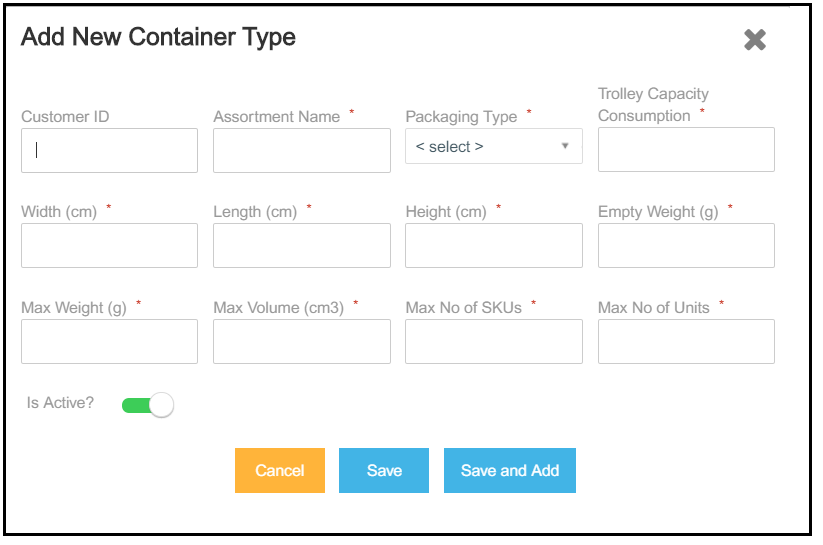 Add New Container Type
Trolley Capacity
Customer ID Assortment Name * Packaging Type * Consumption *
< select >
Width (cm) * Length (cm) * Height (cm) * Empty Weight (g) *
Max Weight (g) * Max Volume (cm3) * Max No of SKUs * Max No of Units *
Is Active?
Cancel Save Save and Add